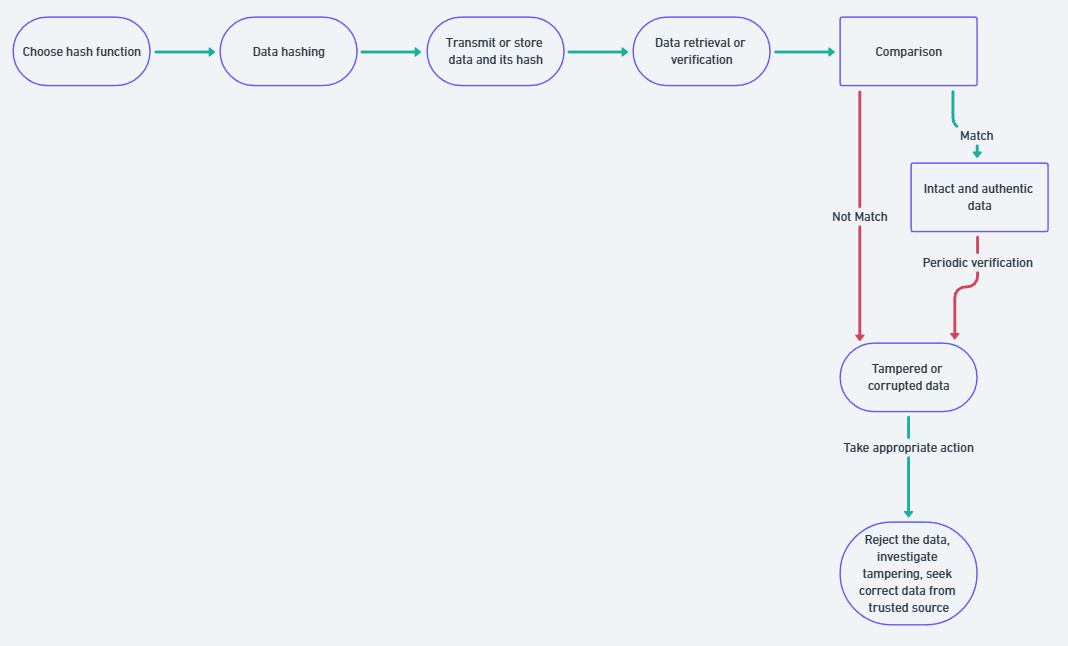 Choose hash function
Data hashing
Transmit or store
data and its hash
Data retrieval or
verification
Comparison
Match
Intact and authentic
data
Not Match
Periodic verification
Tampered or
corrupted data
Take appropriate action
Reject the data,
investigate
tampering, seek
correct data from
trusted source